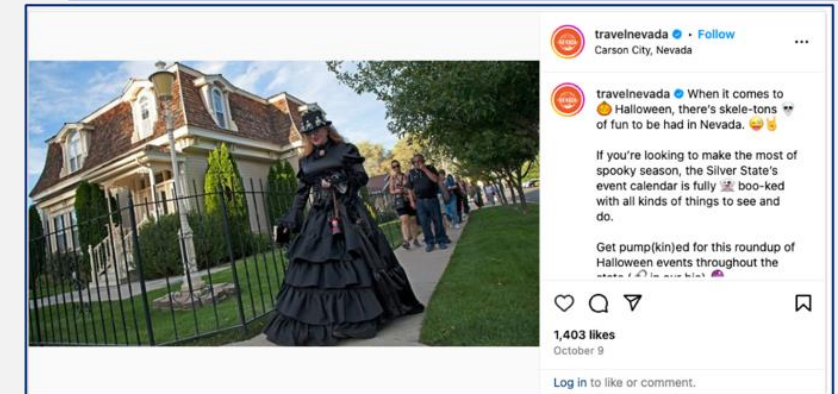 travelnevada • Follow
Carson City, Nevada
travelnevada When it comes to
🎃 Halloween, there's skele-tons 💀
of fun to be had in Nevada. 😜🤘
If you're looking to make the most of
spooky season, the Silver State's
event calendar is fully 👻 boo-ked
with all kinds of things to see and
do.
Get pump(kin)ed for this roundup of
Halloween events throughout the
1,403 likes
October 9
Log in to like or comment.